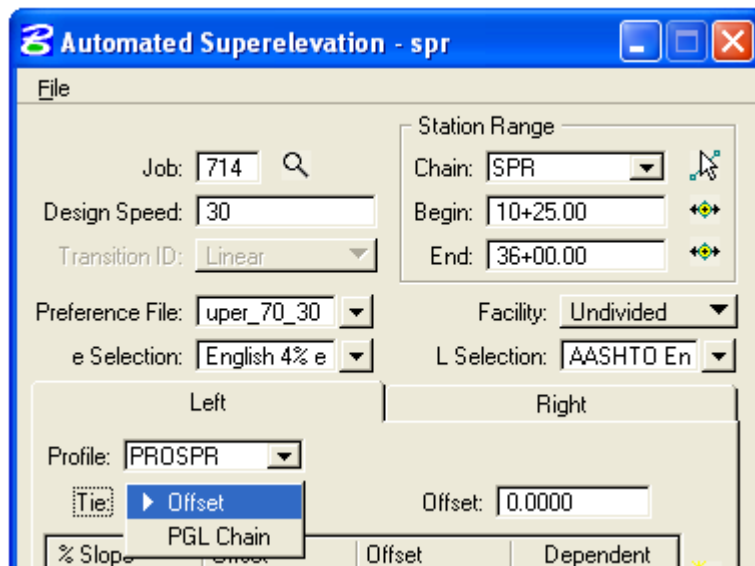 Automated Superelevation - spr
File
Station Range
Job: 714
Chain: SPR
Design Speed: 30
Begin: 10+25.00
Transition ID: Linear
End: 36+00.00
Preference File: uper_70_30
Facility: Undivided
e Selection: English 4% e
L Selection: AASHTO En
Left
Right
Profile: PROSPR
Tie: Offset
Offset: 0.0000
PGL Chain
% Slope Offset Offset Dependent